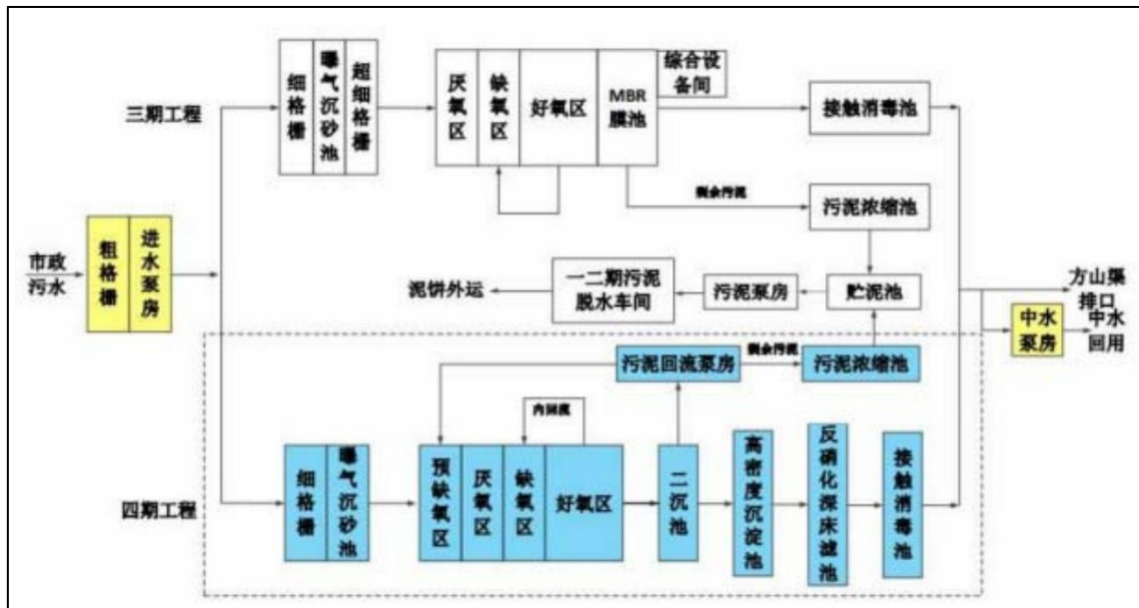 三期工程
细格栅
曝气沉砂池
超细格栅
厌氧区
缺氧区
好氧区
MBR
膜池
综合设
备间
接触消毒池
剩余污泥
污泥浓缩池
市政
污水
粗格栅
进水泵房
泥饼外运
一二期污泥
脱水车间
污泥泵房
贮泥池
方山渠
排口
中水
泵房
中水
回用
污泥回流泵房
剩余污泥
污泥浓缩池
内回流
四期工程
细格栅
曝气沉砂池
预缺氧区
厌氧区
缺氧区
好氧区
二沉池
高密度沉淀池
反硝化深床滤池
接触消毒池